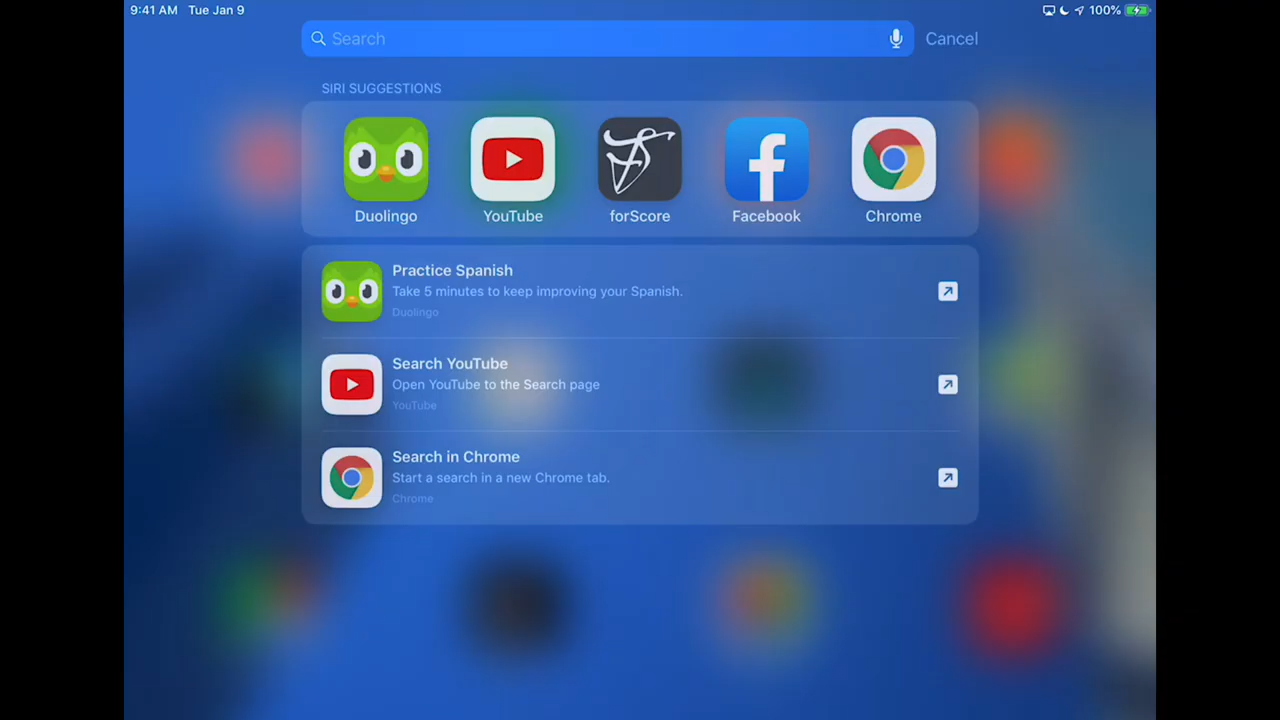 9:41 AM Tue Jan 9
100%
Search
Cancel
SIRI SUGGESTIONS
Duolingo
YouTube
forScore
Facebook
Chrome
Practice Spanish
Take 5 minutes to keep improving your Spanish.
Duolingo
Search YouTube
Open YouTube to the Search page
YouTube
Search in Chrome
Start a search in a new Chrome tab.
Chrome